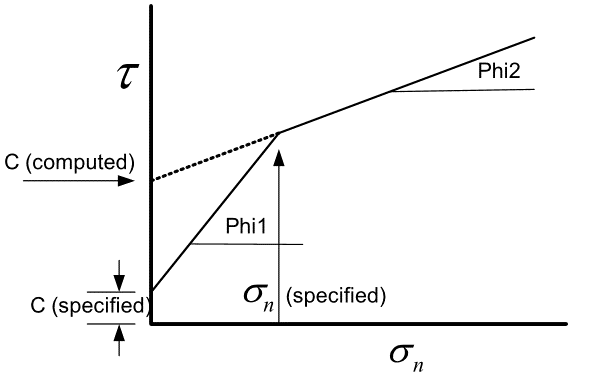 τ
Phi2
C (computed)
Phi1
C (specified)
σn (specified)
σn